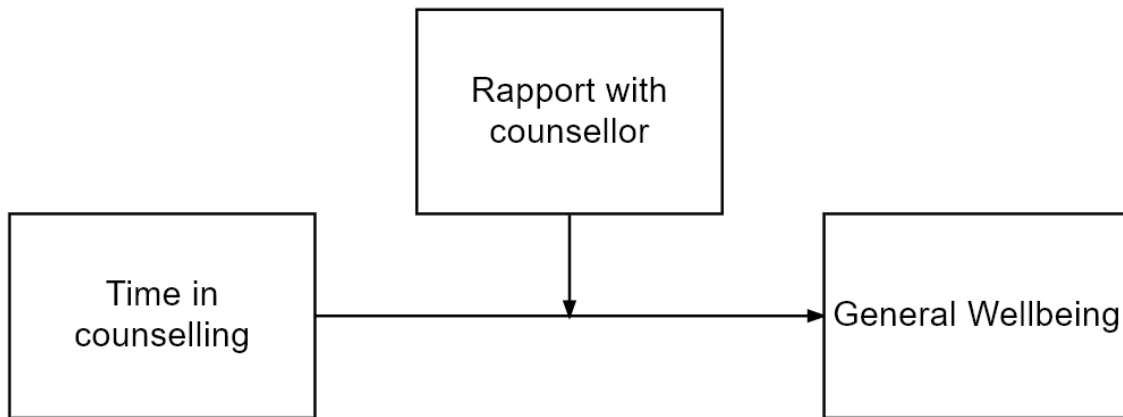 Rapport with
counsellor
Time in
counselling
General Wellbeing